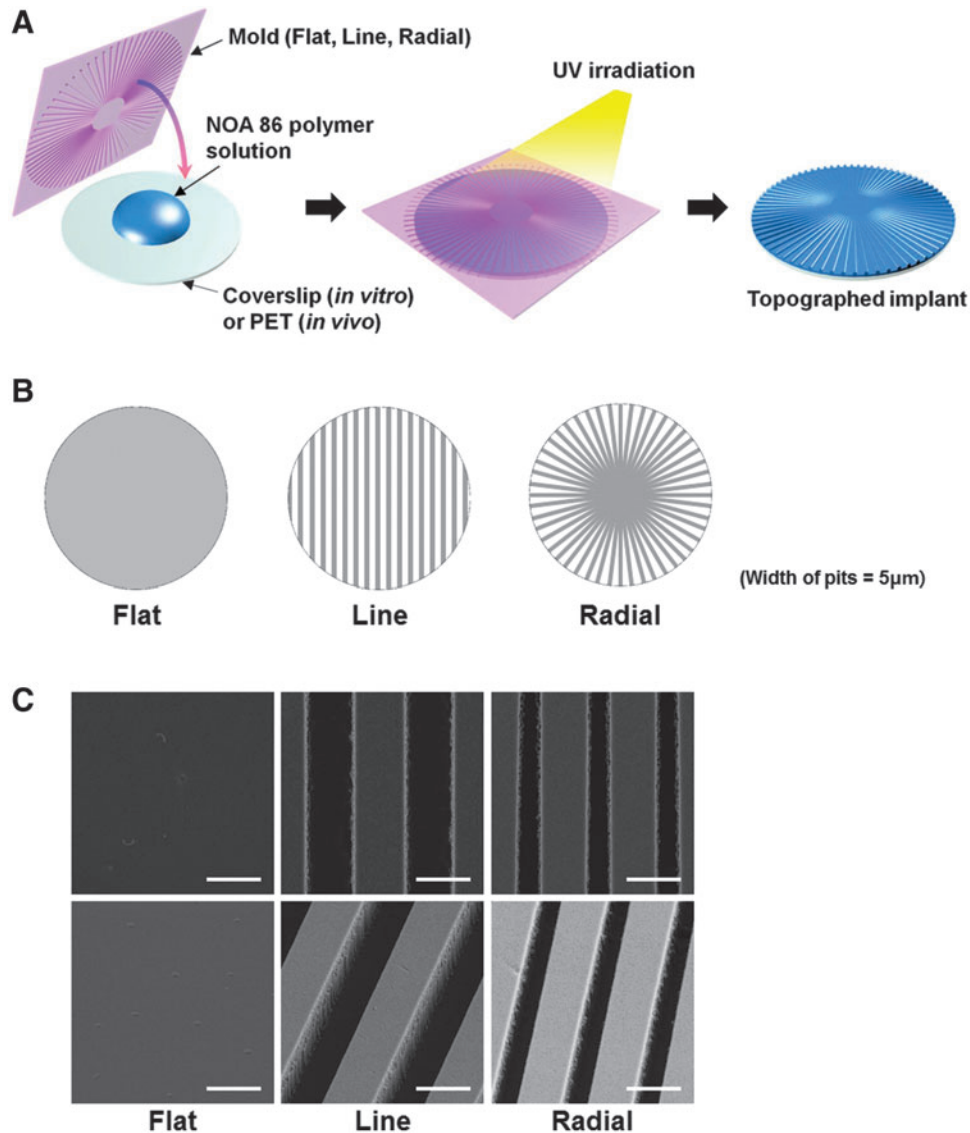 A
Mold (Flat, Line, Radial)
UV irradiation
NOA 86 polymer
solution
Coverslip (in vitro)
or PET (in vivo)
Topographed implant
B
Flat
Line
Radial
(Width of pits = 5μm)
C
Flat
Line
Radial